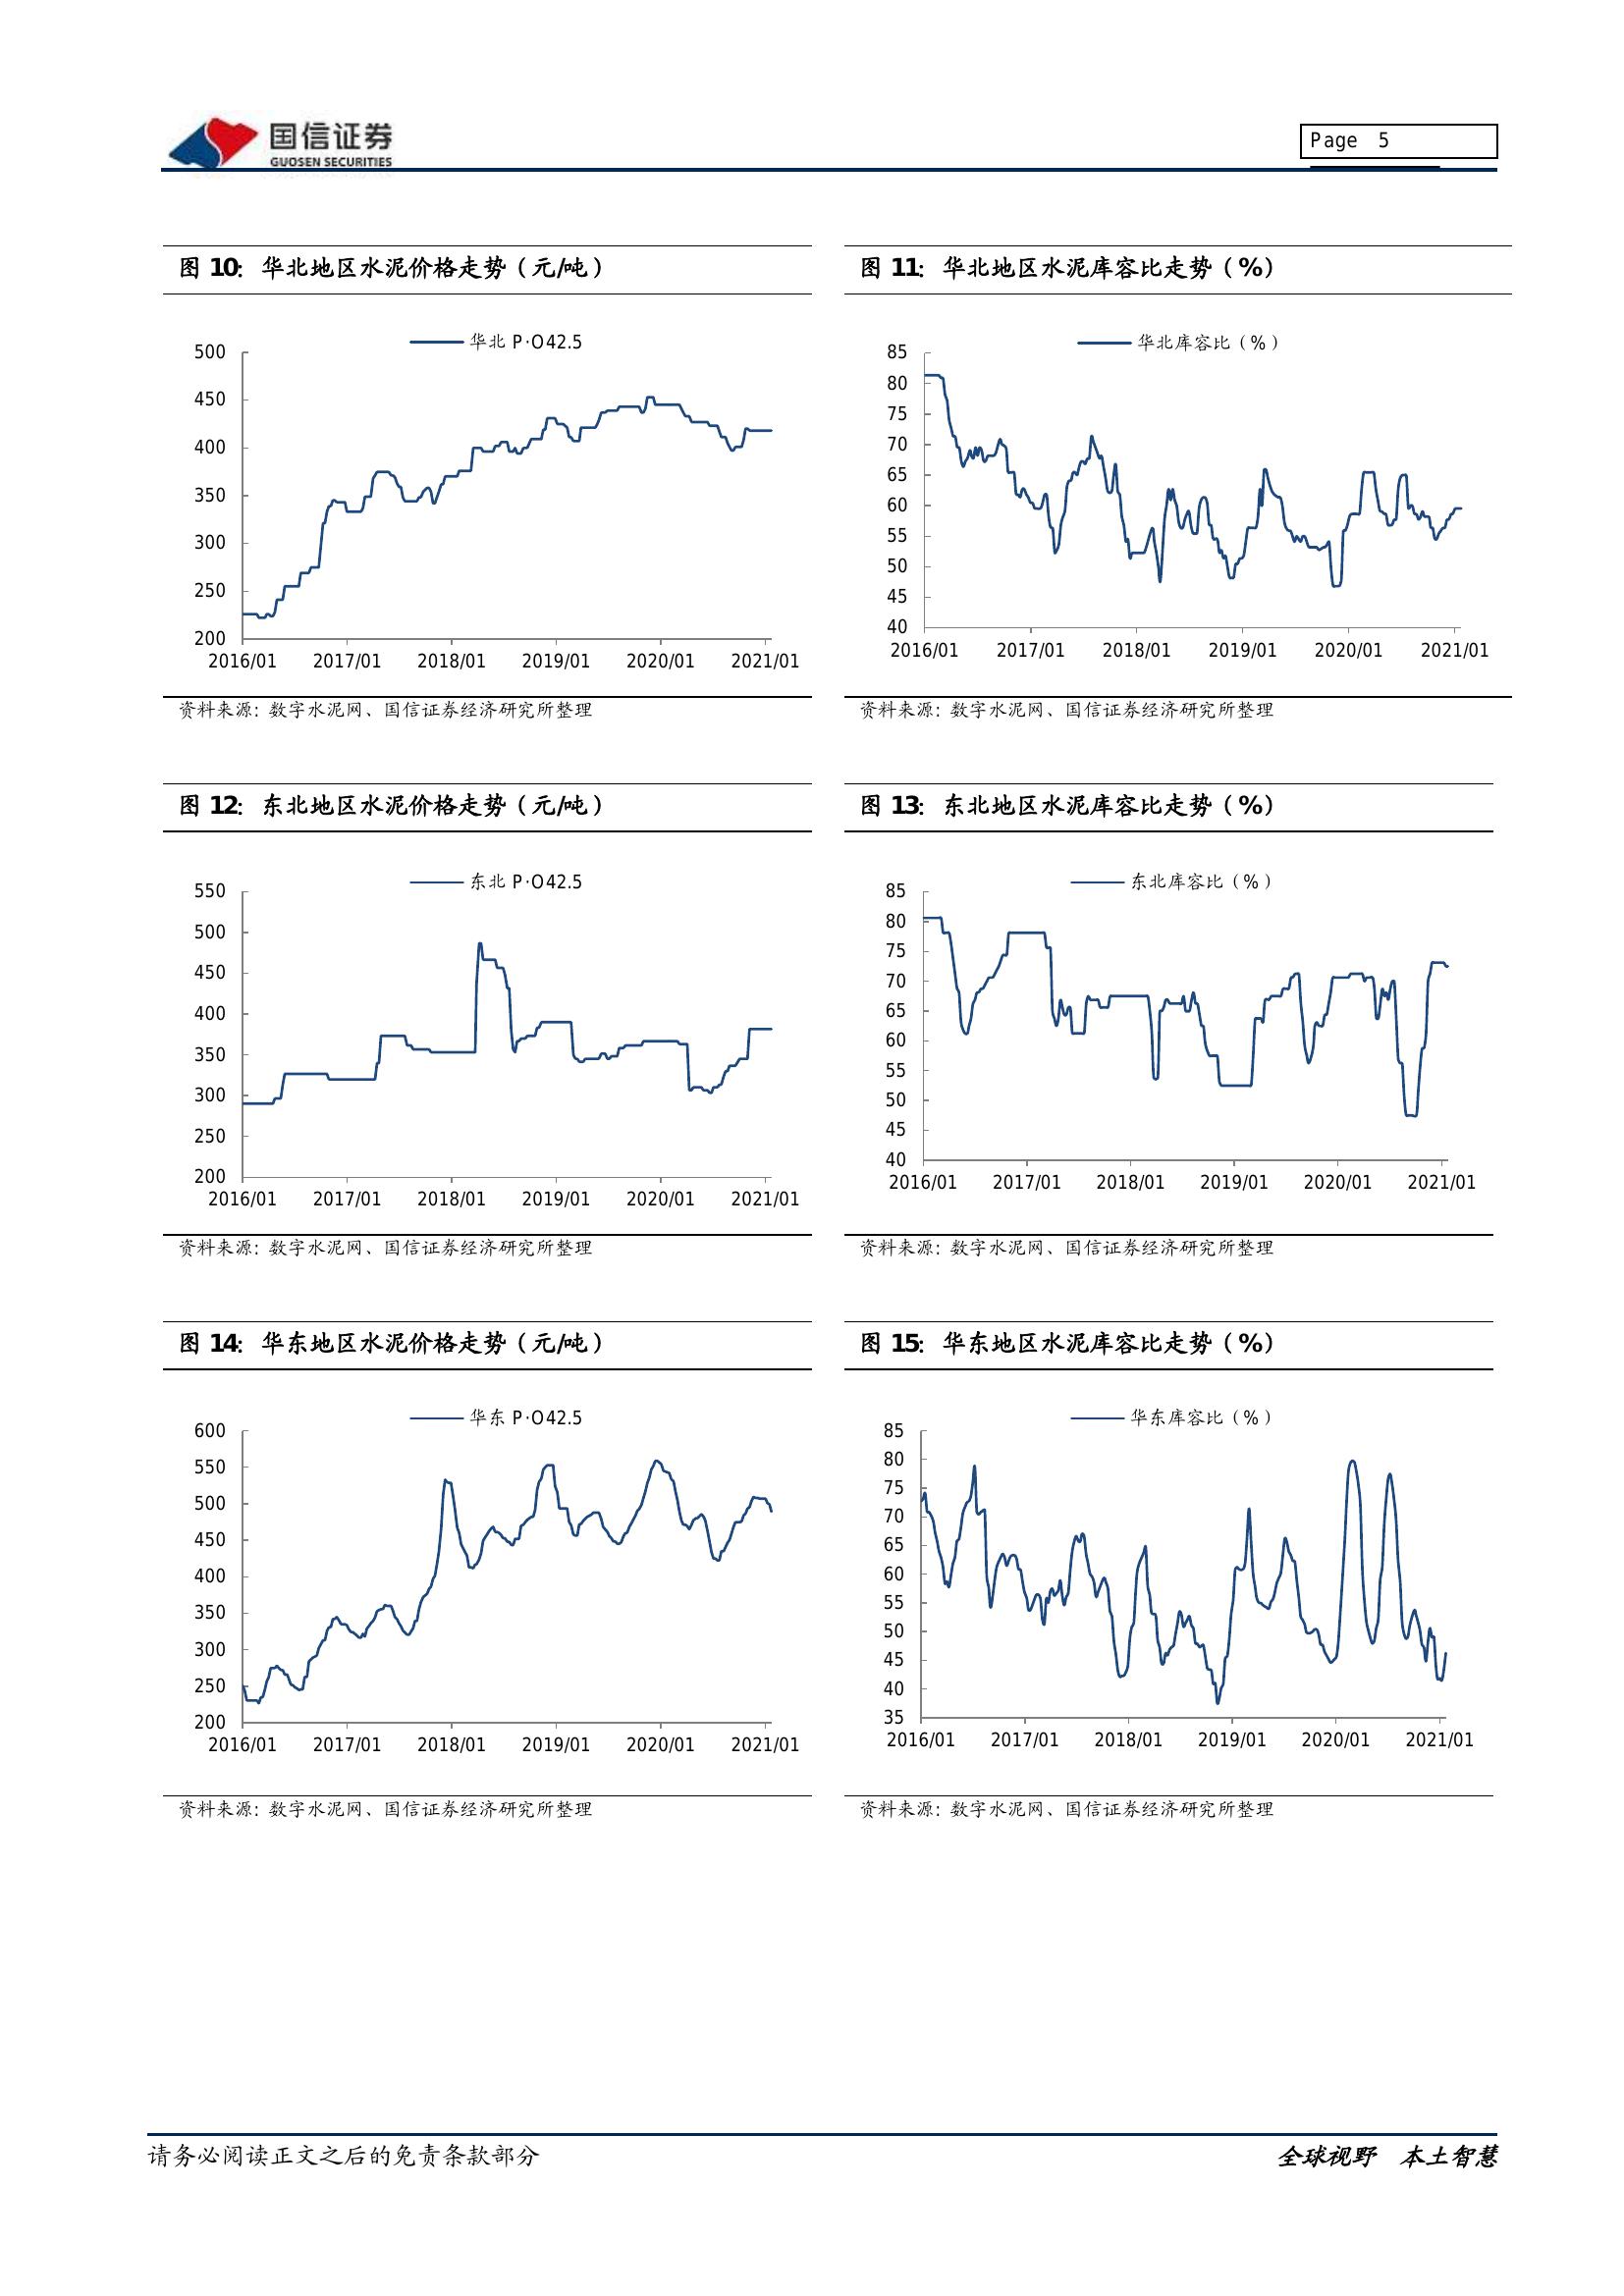 国信证券
GUOSEN SECURITIES
Page 5
图 10: 华北地区水泥价格走势（元/吨）
图 11: 华北地区水泥库容比走势（%）
华北 P·O42.5
500
450
400
350
300
250
200
2016/01 2017/01 2018/01 2019/01 2020/01 2021/01
华北库容比（%）
85
80
75
70
65
60
55
50
45
40
2016/01 2017/01 2018/01 2019/01 2020/01 2021/01
资料来源: 数字水泥网、国信证券经济研究所整理
资料来源: 数字水泥网、国信证券经济研究所整理
图 12: 东北地区水泥价格走势（元/吨）
图 13: 东北地区水泥库容比走势（%）
东北 P·O42.5
550
500
450
400
350
300
250
200
2016/01 2017/01 2018/01 2019/01 2020/01 2021/01
东北库容比（%）
85
80
75
70
65
60
55
50
45
40
2016/01 2017/01 2018/01 2019/01 2020/01 2021/01
资料来源: 数字水泥网、国信证券经济研究所整理
资料来源: 数字水泥网、国信证券经济研究所整理
图 14: 华东地区水泥价格走势（元/吨）
图 15: 华东地区水泥库容比走势（%）
华东 P·O42.5
600
550
500
450
400
350
300
250
200
2016/01 2017/01 2018/01 2019/01 2020/01 2021/01
华东库容比（%）
85
80
75
70
65
60
55
50
45
40
35
2016/01 2017/01 2018/01 2019/01 2020/01 2021/01
资料来源: 数字水泥网、国信证券经济研究所整理
资料来源: 数字水泥网、国信证券经济研究所整理
请务必阅读正文之后的免责条款部分
全球视野 本土智慧